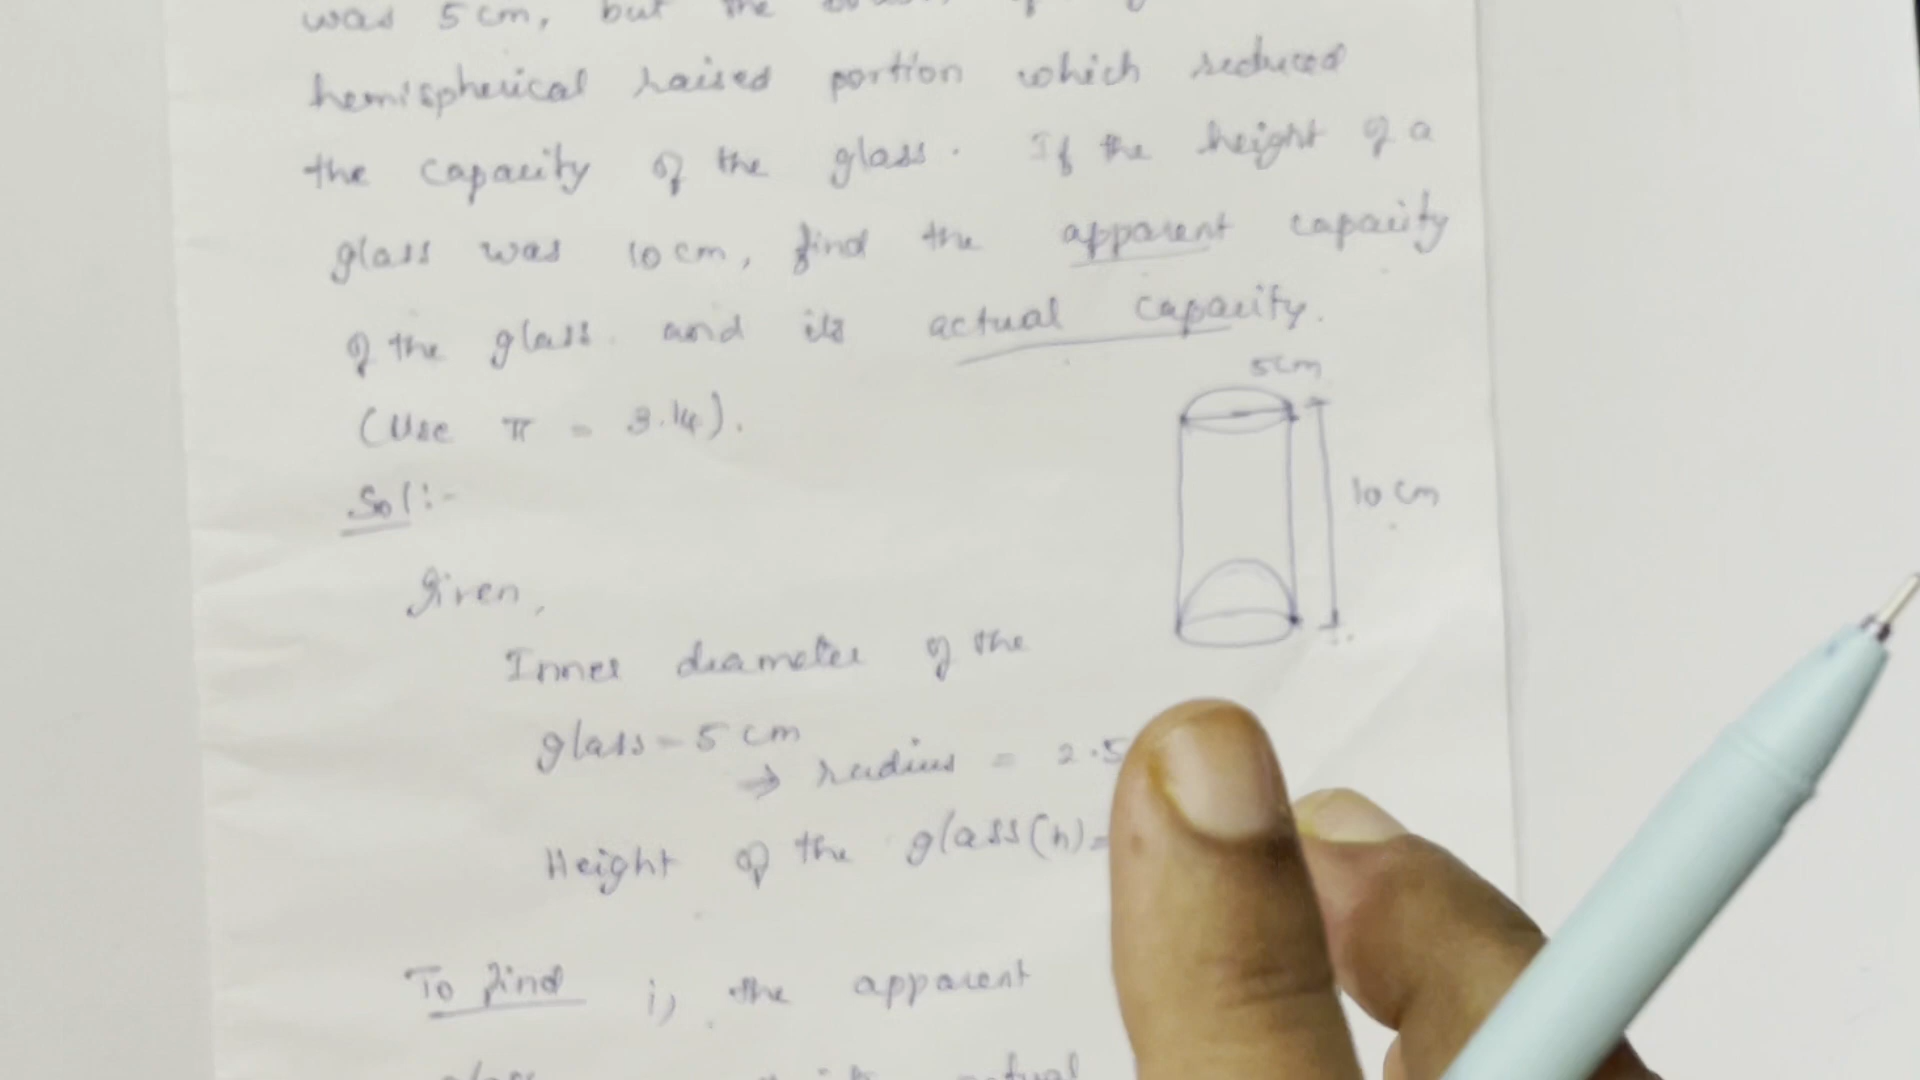 was 5 cm, but the
hemispherical raised portion which reduced
the capacity of the glass. If the height of a
glass was 10 cm, find the apparent capacity
of the glass and its actual capacity.
(Use π = 3.14).
5cm
10 cm
Sol:-
Given,
Inner diameter of the
glass = 5 cm
⇒ radius = 2.5
Height of the glass (h) =
To find i) the apparent
actual